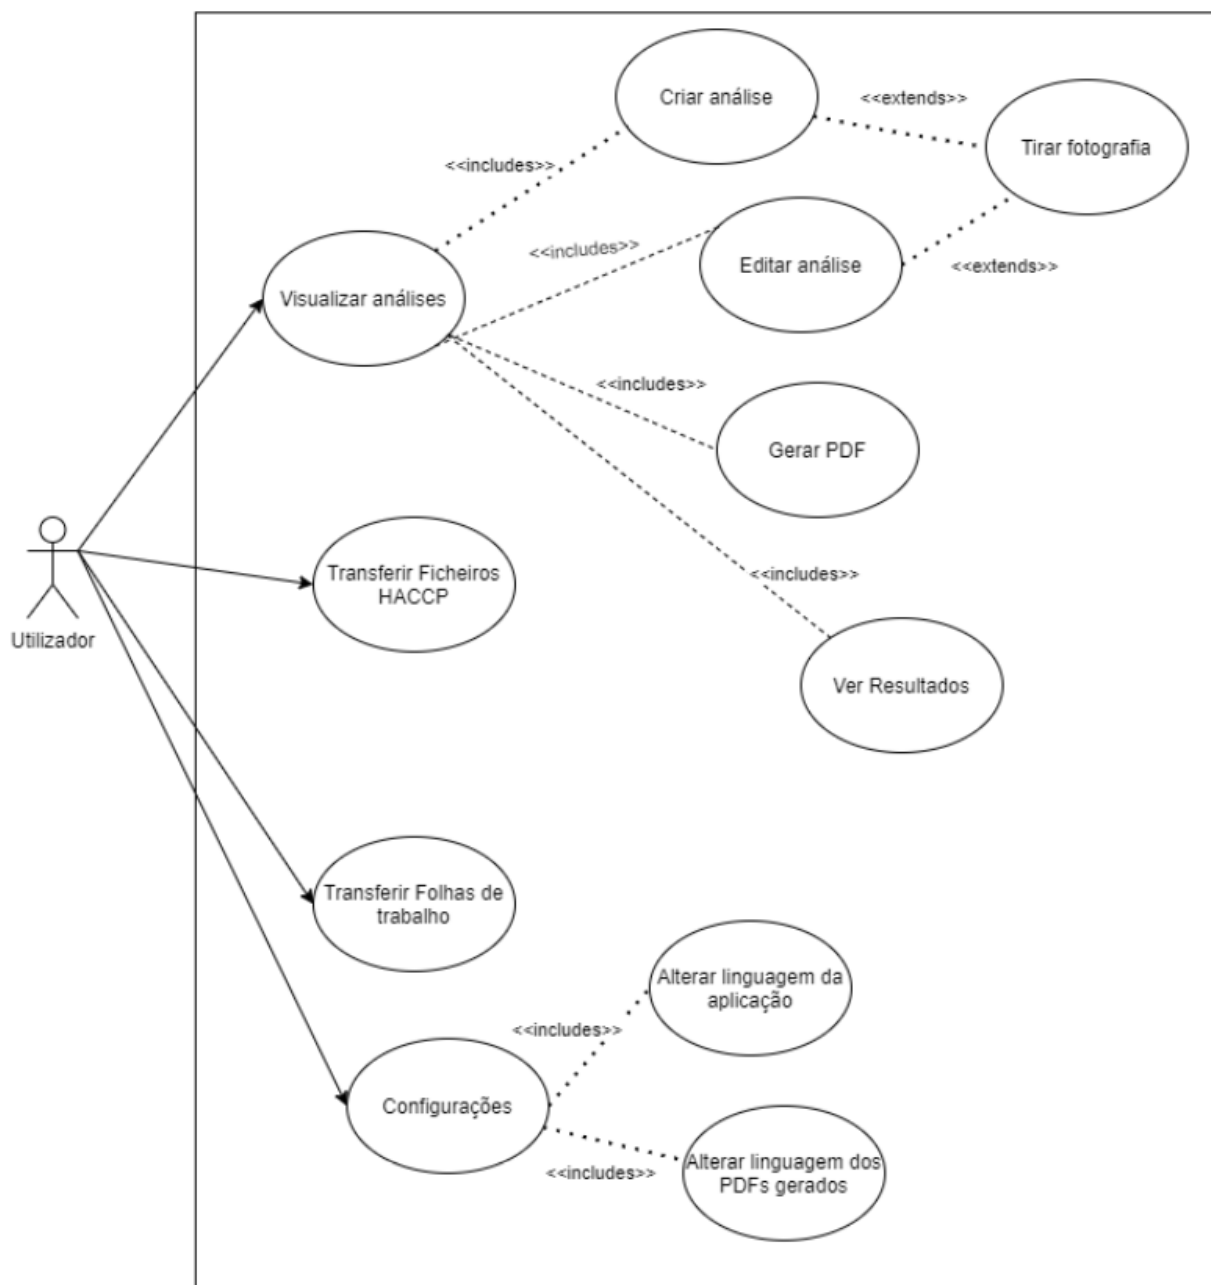 Criar análise
<<extends>>
Tirar fotografia
<<includes>>
<<includes>>
Editar análise
<<extends>>
Visualizar análises
<<includes>>
Gerar PDF
Transferir Ficheiros
HACCP
<<includes>>
Utilizador
Ver Resultados
Transferir Folhas de
trabalho
Alterar linguagem da
aplicação
<<includes>>
Configurações
<<includes>>
Alterar linguagem dos
PDFs gerados